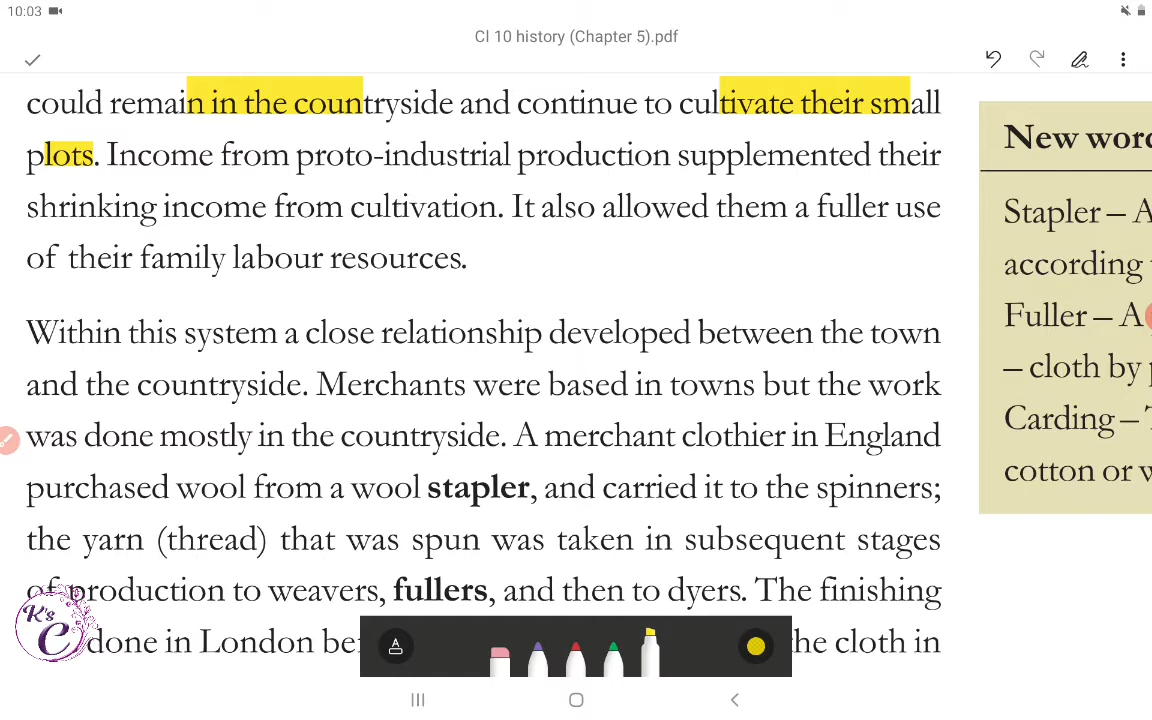 10:03
Cl 10 history (Chapter 5).pdf
could remain in the countryside and continue to cultivate their small
plots. Income from proto-industrial production supplemented their
shrinking income from cultivation. It also allowed them a fuller use
of their family labour resources.
Within this system a close relationship developed between the town
and the countryside. Merchants were based in towns but the work
was done mostly in the countryside. A merchant clothier in England
purchased wool from a wool stapler, and carried it to the spinners;
the yarn (thread) that was spun was taken in subsequent stages
of production to weavers, fullers, and then to dyers. The finishing
done in London be
he cloth in
New word
Stapler – A
according
Fuller – A
– cloth by p
Carding – T
cotton or w
K's
C